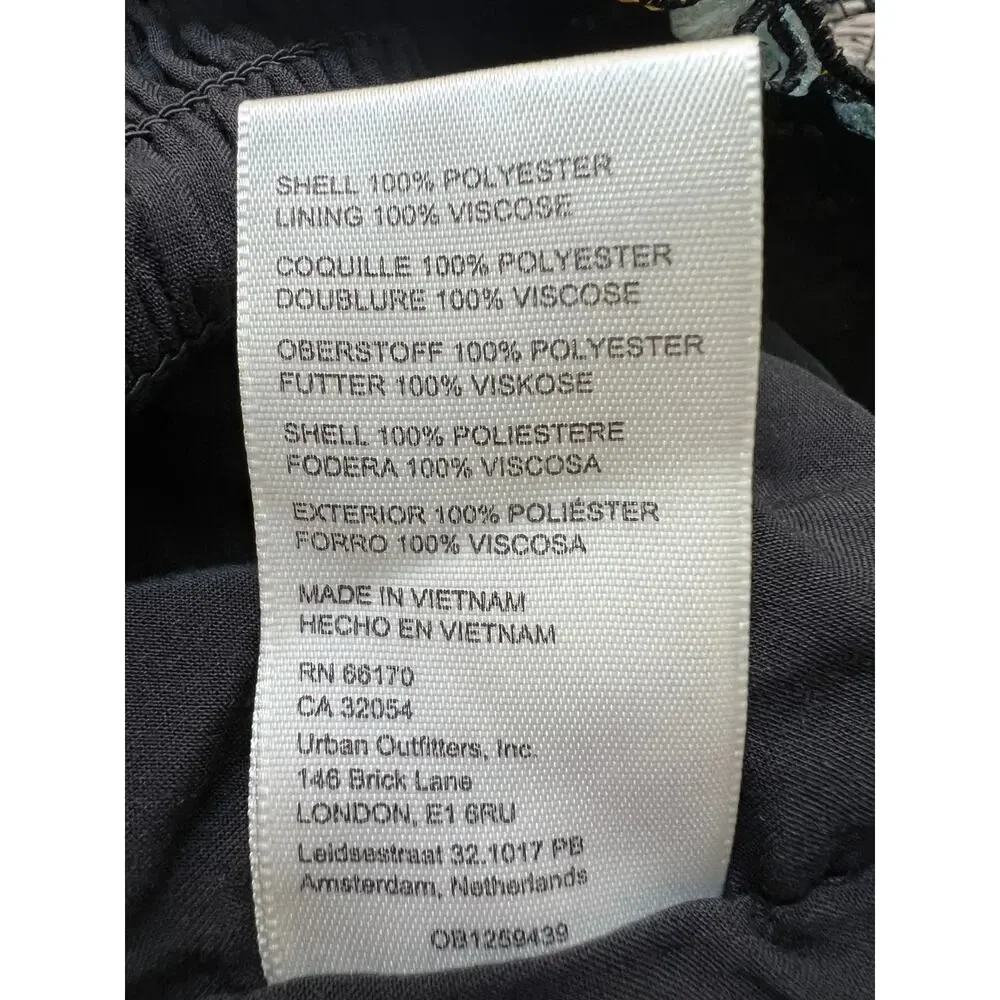 SHELL 100% POLYESTER
LINING 100% VISCOSE
COQUILLE 100% POLYESTER
DOUBLURE 100% VISCOSE
OBERSTOFF 100% POLYESTER
FUTTER 100% VISKOSE
SHELL 100% POLIESTERE
FODERA 100% VISCOSA
EXTERIOR 100% POLIÉSTER
FORRO 100% VISCOSA
MADE IN VIETNAM
HECHO EN VIETNAM
RN 66170
CA 32054
Urban Outfitters, Inc.
146 Brick Lane
LONDON, E1 6RU
Leidsestraat 32.1017 PB
Amsterdam, Netherlands
OB1259439